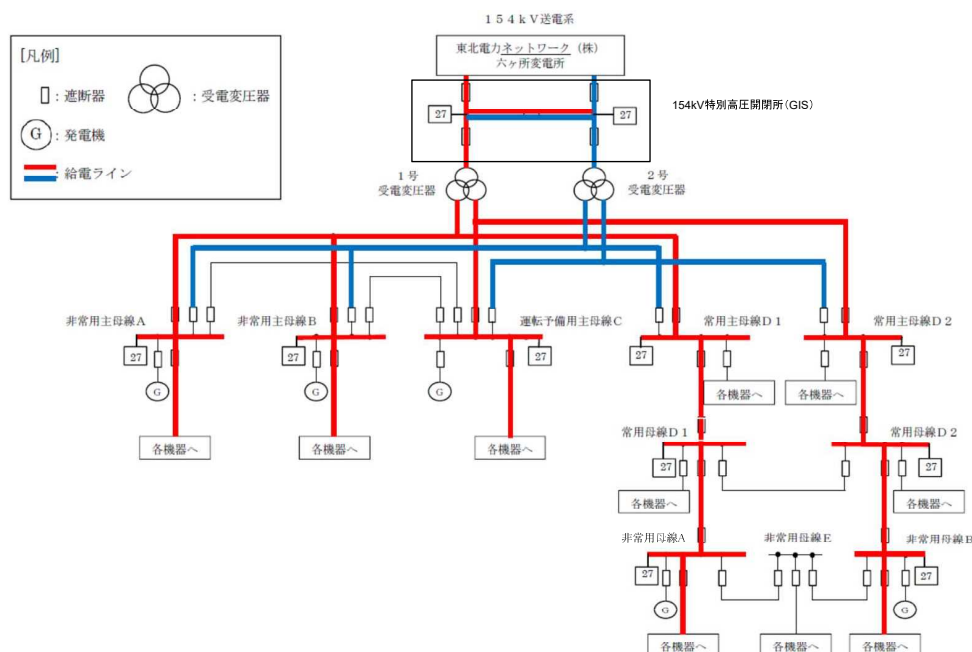 154kV送電系
東北電力ネットワーク(株)
六ヶ所変電所
[凡例]
:遮断器
:受電変圧器
G
:発電機
:給電ライン
154kV特別高圧開閉所(GIS)
27
27
1号
受電変圧器
2号
受電変圧器
非常用主母線A
非常用主母線B
運転予備用主母線C
常用主母線D1
常用主母線D2
27
27
27
27
27
G
G
G
各機器へ
各機器へ
各機器へ
各機器へ
各機器へ
常用母線D1
常用母線D2
27
27
各機器へ
各機器へ
非常用母線A
非常用母線E
非常用母線B
27
27
G
G
各機器へ
各機器へ
各機器へ